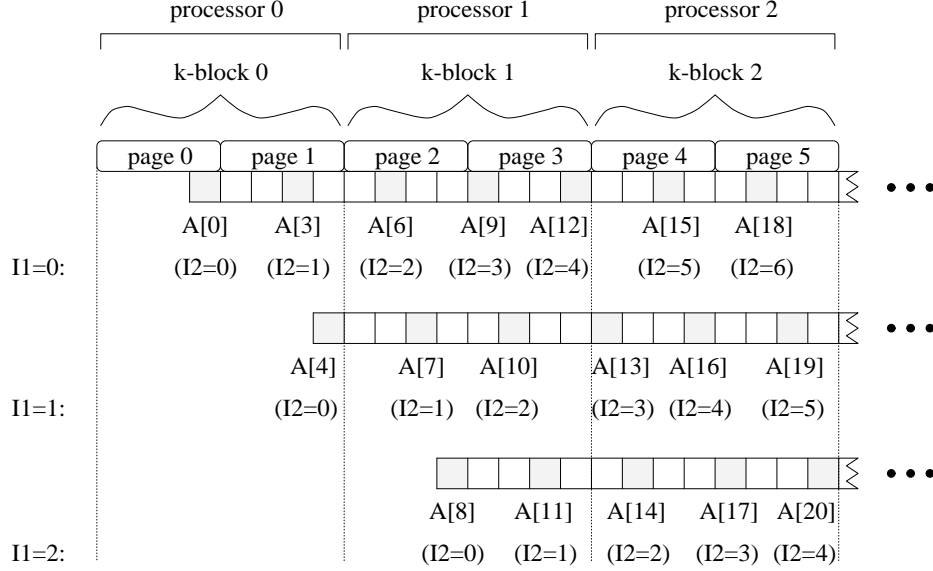 processor 0 processor 1 processor 2
k-block 0 k-block 1 k-block 2
page 0 page 1 page 2 page 3 page 4 page 5
A[0] A[3] A[6] A[9] A[12] A[15] A[18]
I1=0: (I2=0) (I2=1) (I2=2) (I2=3) (I2=4) (I2=5) (I2=6)
A[4] A[7] A[10] A[13] A[16] A[19]
I1=1: (I2=0) (I2=1) (I2=2) (I2=3) (I2=4) (I2=5)
A[8] A[11] A[14] A[17] A[20]
I1=2: (I2=0) (I2=1) (I2=2) (I2=3) (I2=4)